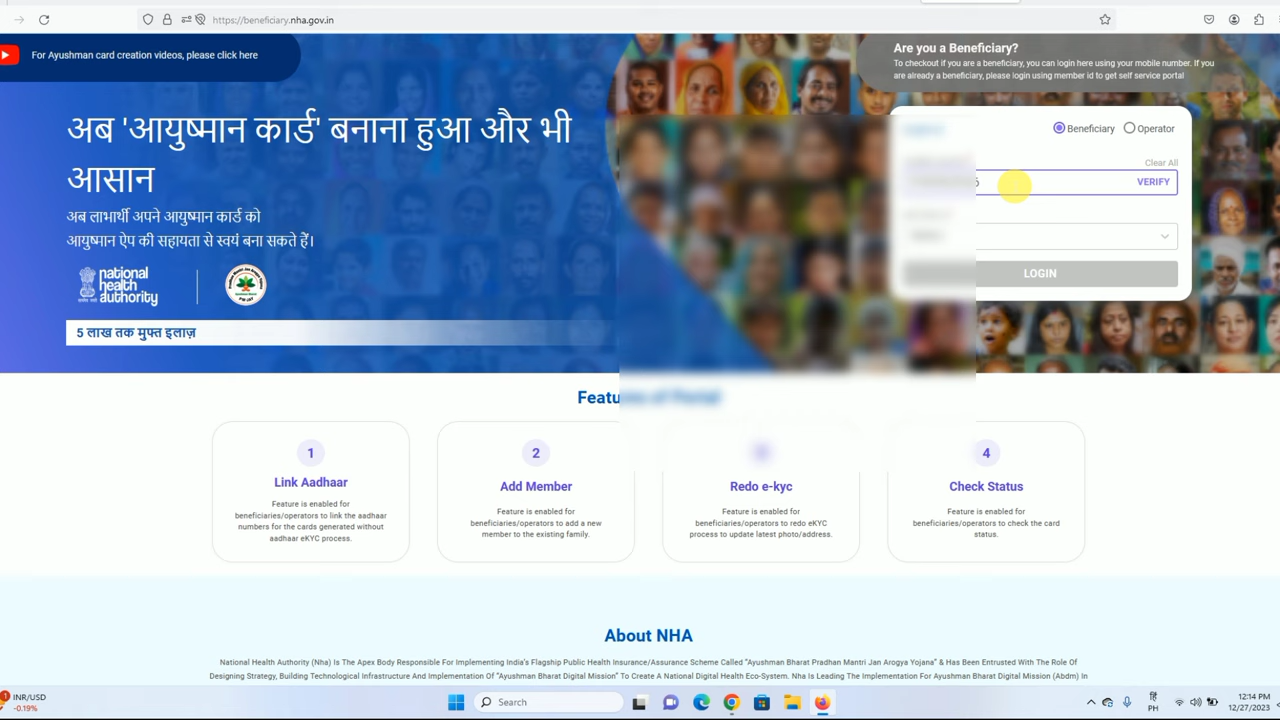 https://beneficiary.nha.gov.in
For Ayushman card creation videos, please click here
Are you a Beneficiary?
To checkout if you are a beneficiary, you can login here using your mobile number. If you
are already a beneficiary, please login using member id to get self service portal
अब 'आयुष्मान कार्ड' बनाना हुआ और भी
आसान
अब लाभार्थी अपने आयुष्मान कार्ड को
आयुष्मान ऐप की सहायता से स्वयं बना सकते हैं।
national
health
authority
PM-JAY
5 लाख तक मुफ्त इलाज़
Beneficiary
Operator
Clear All
VERIFY
LOGIN
Features of Portal
1
Link Aadhaar
Feature is enabled for
beneficiaries/operators to link the aadhaar
numbers for the cards generated without
aadhaar eKYC process.
2
Add Member
Feature is enabled for
beneficiaries/operators to add a new
member to the existing family.
Redo e-kyc
Feature is enabled for
beneficiaries/operators to redo eKYC
process to update latest photo/address.
4
Check Status
Feature is enabled for
beneficiaries/operators to check the card
status.
About NHA
National Health Authority (Nha) Is The Apex Body Responsible For Implementing India's Flagship Public Health Insurance/Assurance Scheme Called "Ayushman Bharat Pradhan Mantri Jan Arogya Yojana" & Has Been Entrusted With The Role Of
Designing Strategy, Building Technological Infrastructure And Implementation Of "Ayushman Bharat Digital Mission" To Create A National Digital Health Eco-System. Nha Is Leading The Implementation For Ayushman Bharat Digital Mission (Abdm) In
INR/USD
-0.19%
Search
हि
PH
12:14 PM
12/27/2023